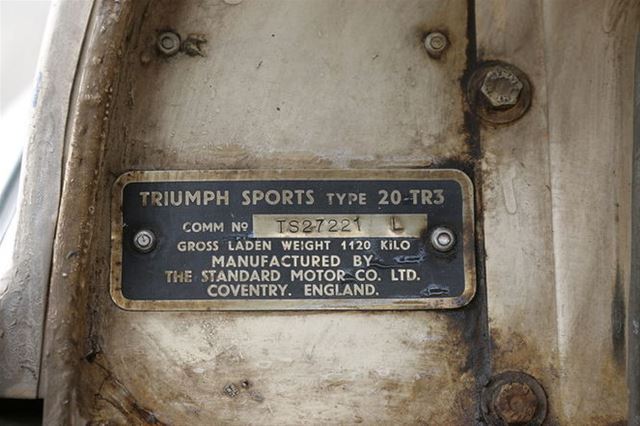 TRIUMPH SPORTS TYPE 20-TR3
COMM NO TS27221 L
GROSS LADEN WEIGHT 1120 KILO
MANUFACTURED BY
THE STANDARD MOTOR CO. LTD.
COVENTRY. ENGLAND.